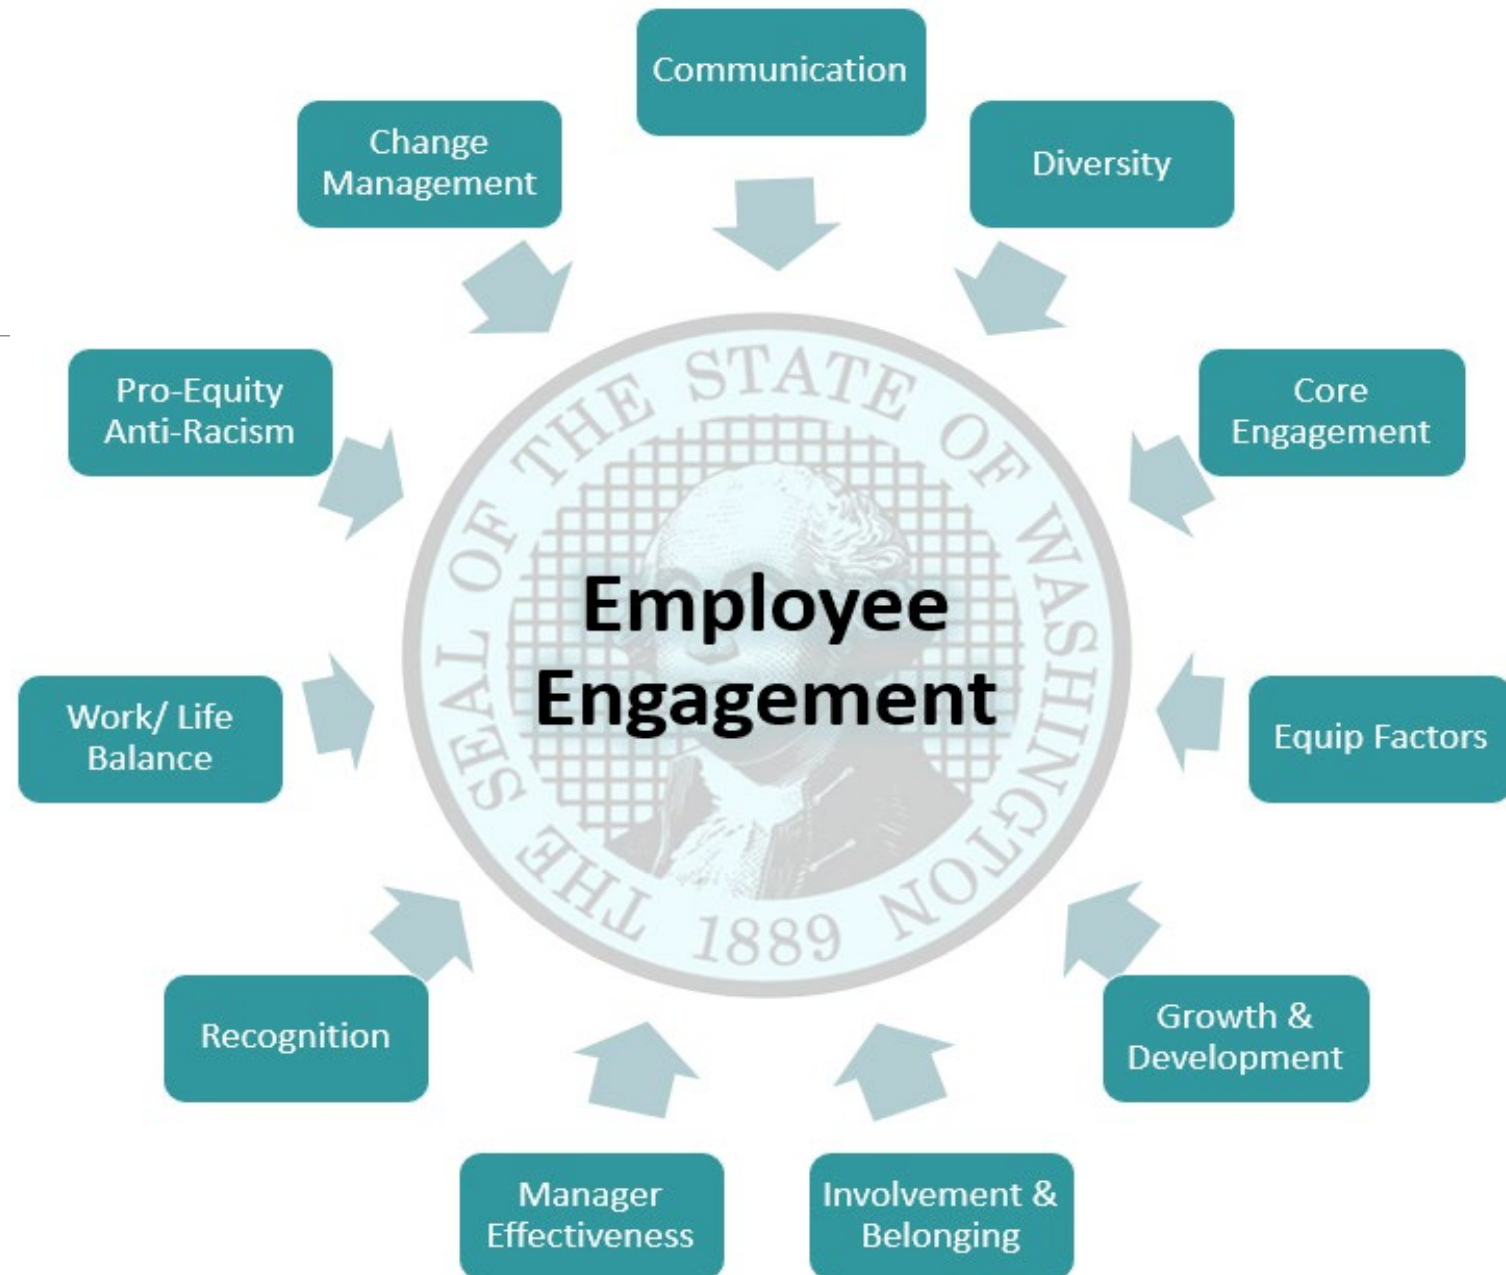 Communication
Change
Management
Diversity
Pro-Equity
Anti-Racism
Core
Engagement
THE SEAL OF THE STATE OF WASHINGTON
1889
Employee
Engagement
Work/ Life
Balance
Equip Factors
Recognition
Growth &
Development
Manager
Effectiveness
Involvement &
Belonging